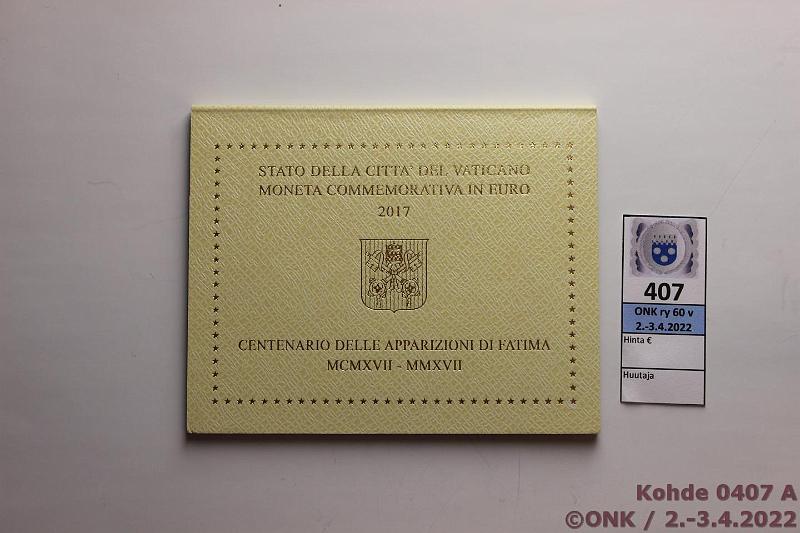 STATO DELLA CITTA' DEL VATICANO
MONETA COMMEMORATIVA IN EURO
2017
CENTENARIO DELLE APPARIZIONI DI FATIMA
MCMXVII - MMXVII
407
ONK ry 60 v
2.-3.4.2022
Hinta €
Huutaja
Kohde 0407 A
©ONK / 2.-3.4.2022